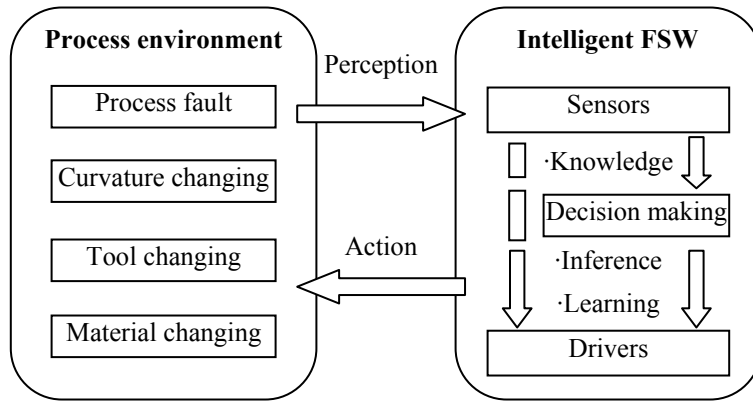 Process environment
Process fault
Curvature changing
Tool changing
Material changing
Perception
Action
Intelligent FSW
Sensors
·Knowledge
Decision making
·Inference
·Learning
Drivers